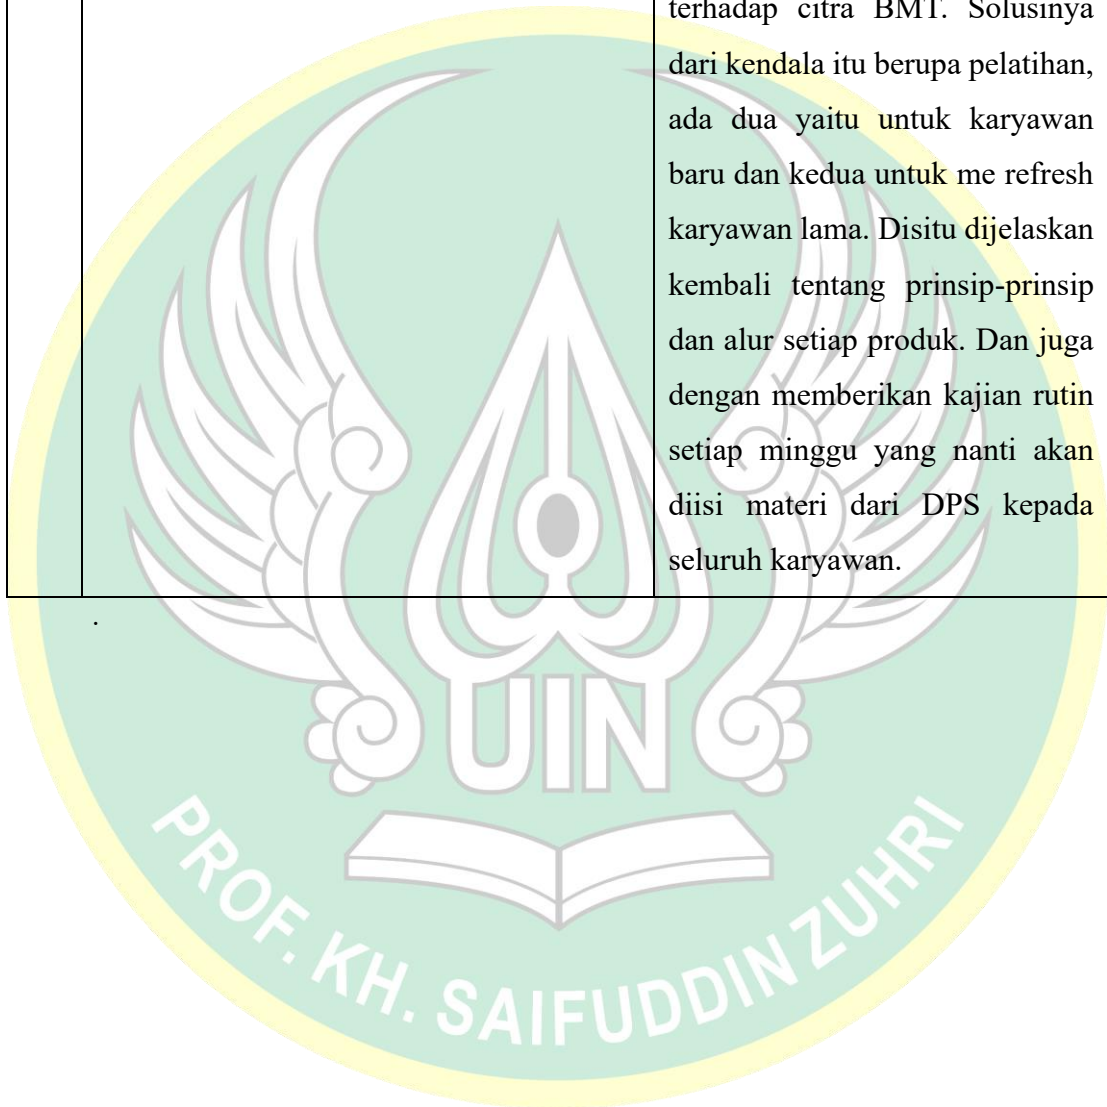 terhadap citra BMT. Solusinya
dari kendala itu berupa pelatihan,
ada dua yaitu untuk karyawan
baru dan kedua untuk me refresh
karyawan lama. Disitu dijelaskan
kembali tentang prinsip-prinsip
dan alur setiap produk. Dan juga
dengan memberikan kajian rutin
setiap minggu yang nanti akan
diisi materi dari DPS kepada
seluruh karyawan.
.
UIN
PROF. KH. SAIFUDDIN ZUHRI